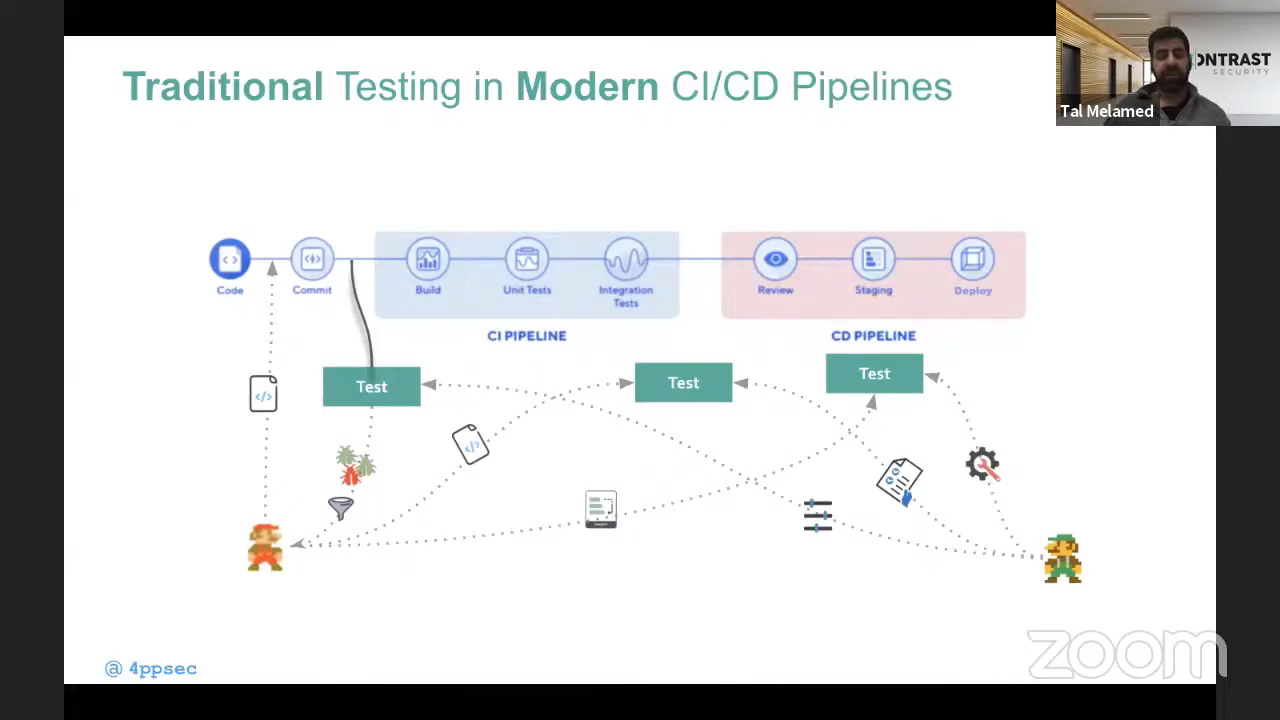 Traditional Testing in Modern CI/CD Pipelines
ONTRAST
SECURITY
Tal Melamed
Code
Commit
Build
Unit Tests
Integration
Tests
Review
Staging
Deploy
CI PIPELINE
CD PIPELINE
Test
Test
Test
@ 4ppsec
zoom